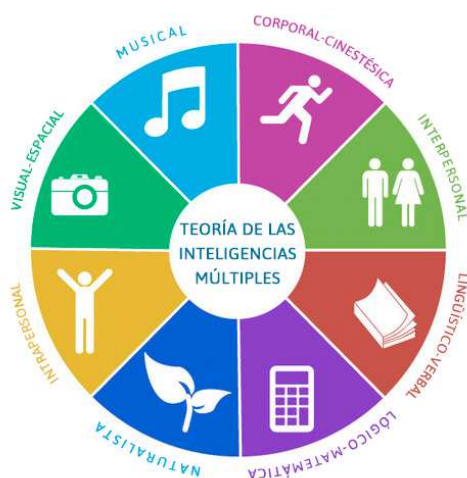 MUSICAL
CORPORAL-CINESTÉSICA
INTERPERSONAL
LINGÜÍSTICO-VERBAL
LÓGICO-MATEMÁTICA
NATURALISTA
INTRAPERSONAL
VISUAL-ESPACIAL
TEORÍA DE LAS
INTELIGENCIAS
MÚLTIPLES